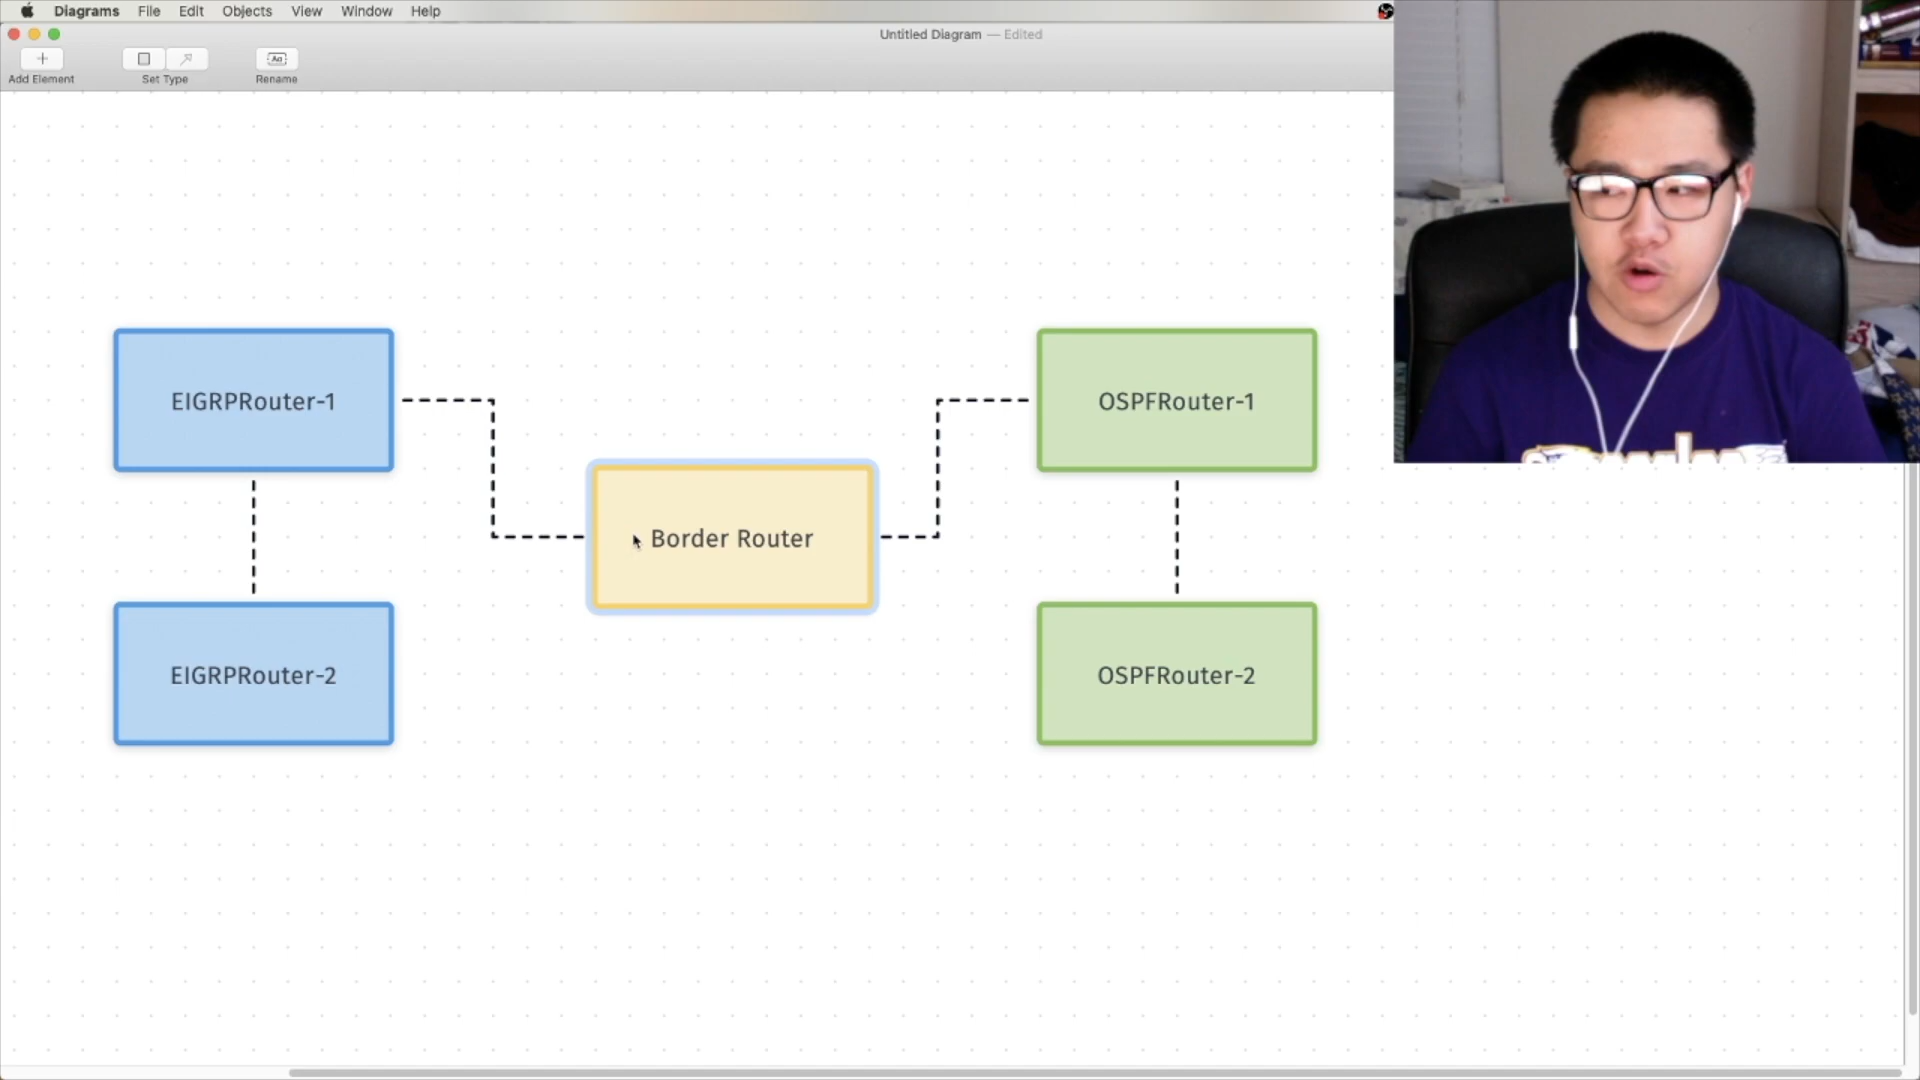 Diagrams File Edit Objects View Window Help
Untitled Diagram — Edited
Add Element Set Type Rename
EIGRPRouter-1
OSPFRouter-1
Border Router
EIGRPRouter-2
OSPFRouter-2